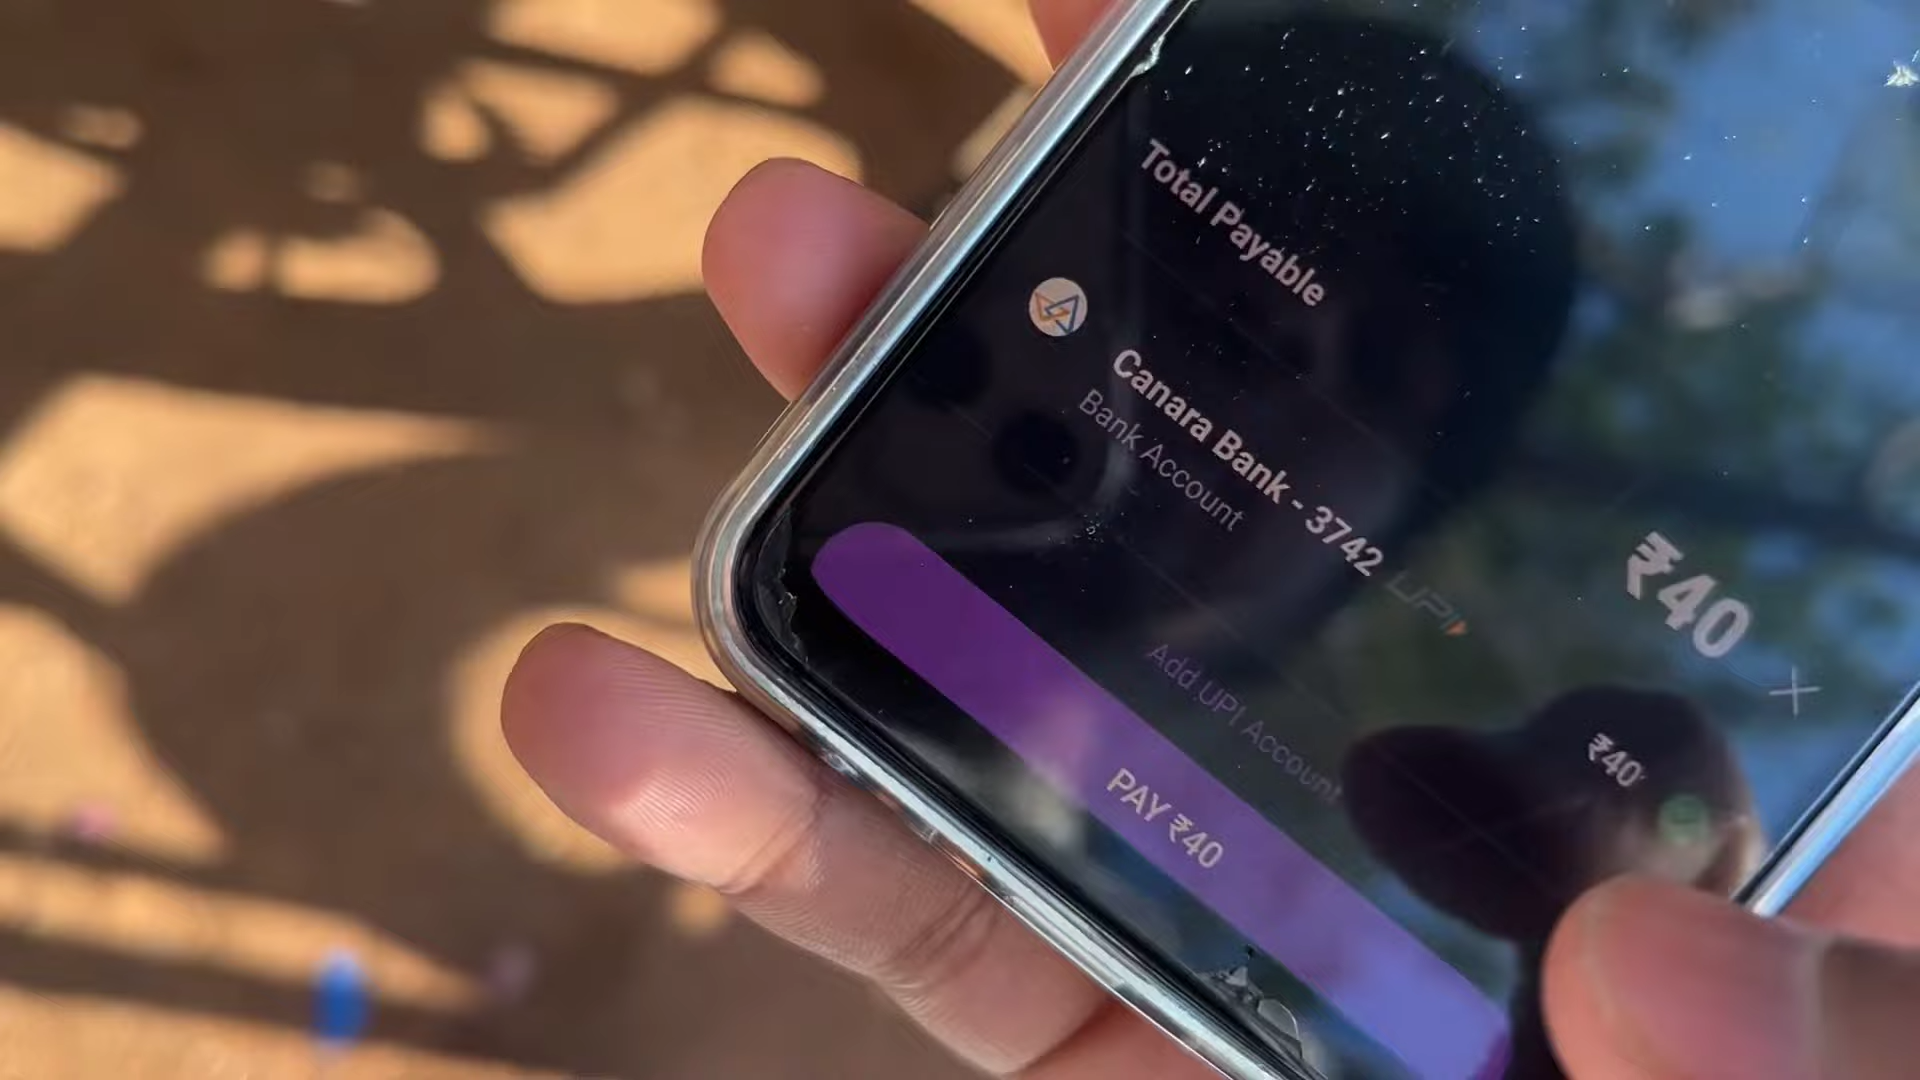 Total Payable
₹40
Canara Bank - 3742
₹40
Bank Account
UPI
Add UPI Account
PAY ₹40